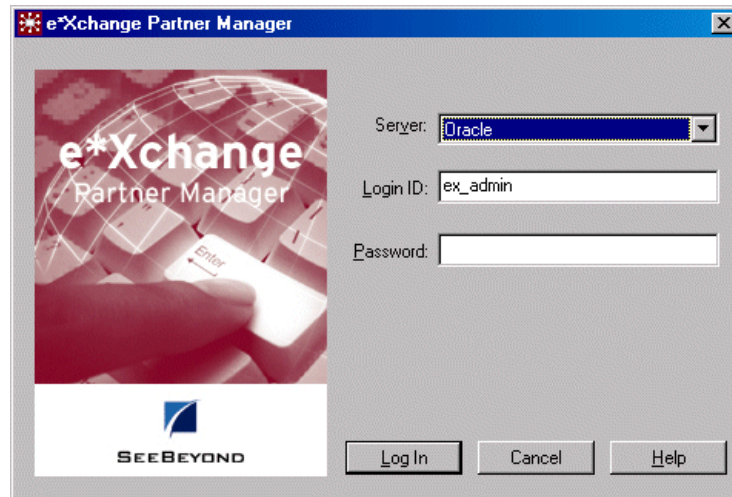 e*Xchange Partner Manager
e*Xchange
Partner Manager
Enter
SEEBEYOND
Server: Oracle
Login ID: ex_admin
Password:
Log In Cancel Help